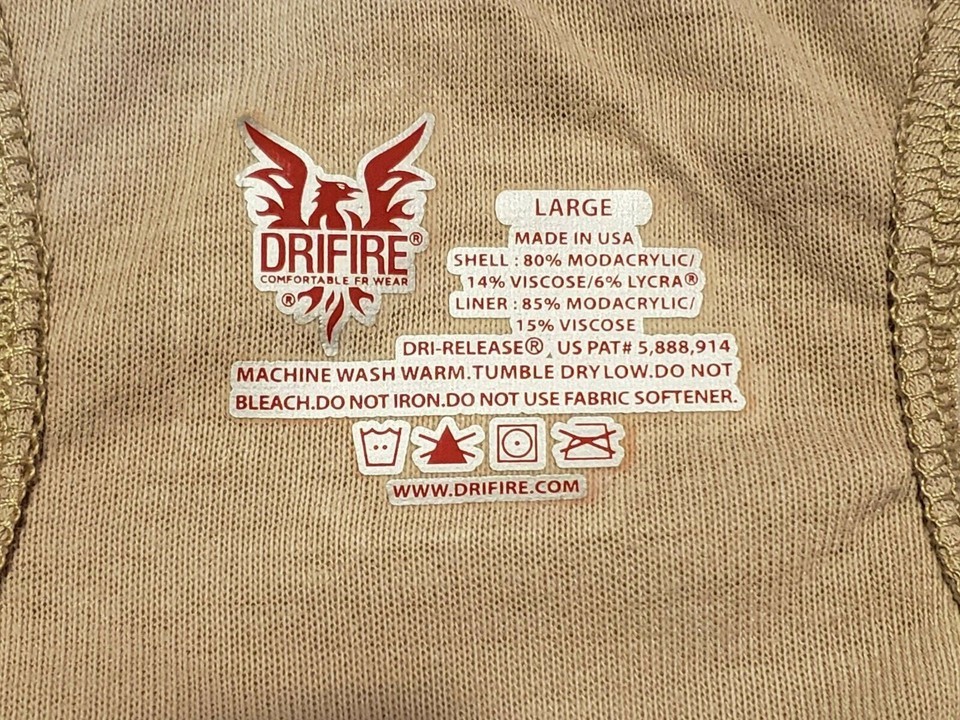 DRIFIRE®
COMFORTABLE FR WEAR
®
LARGE
MADE IN USA
SHELL : 80% MODACRYLIC/
14% VISCOSE/6% LYCRA®
LINER : 85% MODACRYLIC/
15% VISCOSE
DRI-RELEASE® US PAT# 5,888,914
MACHINE WASH WARM.TUMBLE DRY LOW.DO NOT
BLEACH.DO NOT IRON.DO NOT USE FABRIC SOFTENER.
WWW.DRIFIRE.COM